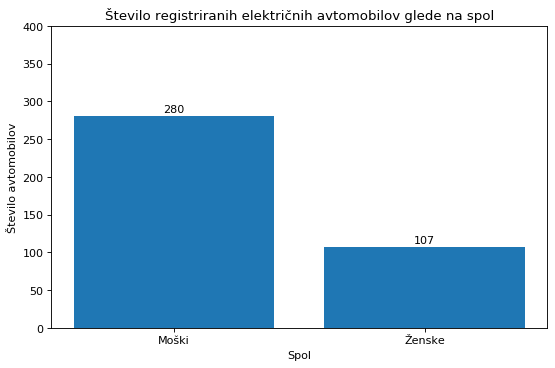 Število registriranih električnih avtomobilov glede na spol
400
350
300
250
200
150
100
50
0
Število avtomobilov
280
107
Moški
Ženske
Spol